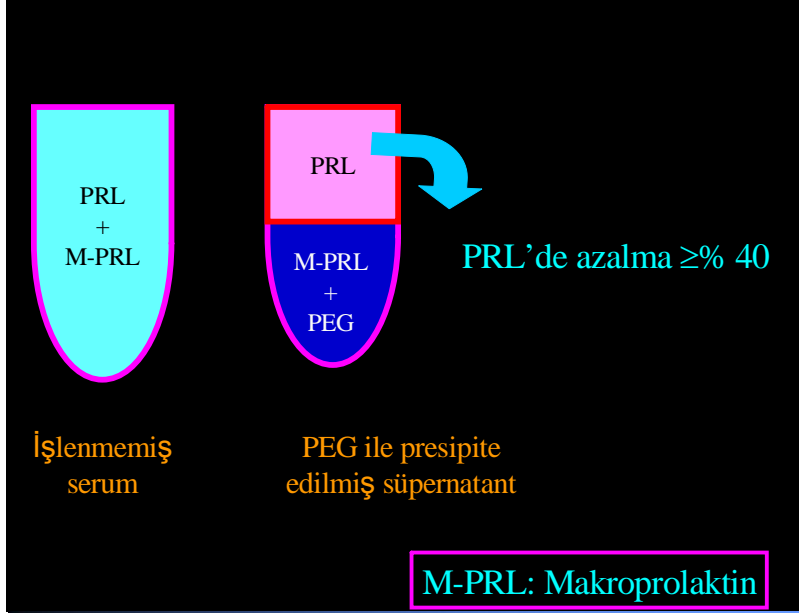 PRL
+
M-PRL
PRL
M-PRL
+
PEG
PRL’de azalma ≥% 40
İşlenmemiş
serum
PEG ile presipite
edilmiş süpernatant
M-PRL: Makroprolaktin